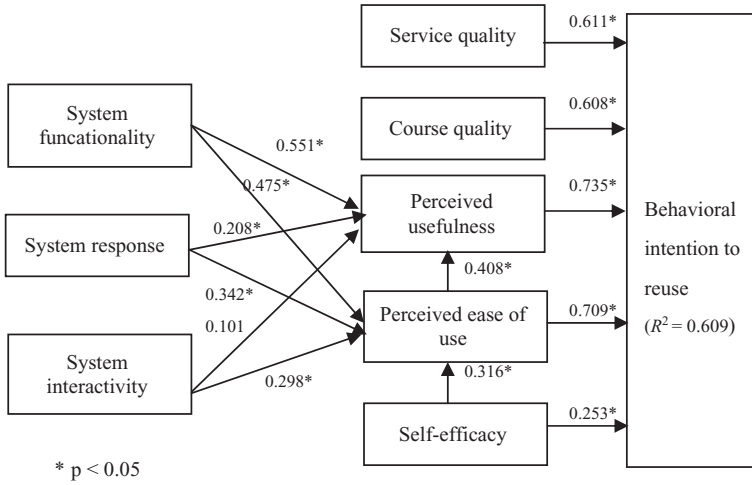 Service quality
0.611*
System
funcationality
Course quality
0.608*
0.551*
0.475*
Perceived
usefulness
0.735*
System response
0.208*
Behavioral
intention to
reuse
(R² = 0.609)
0.408*
0.342*
Perceived ease of
use
0.709*
0.101
System
interactivity
0.298*
0.316*
Self-efficacy
0.253*
* p < 0.05